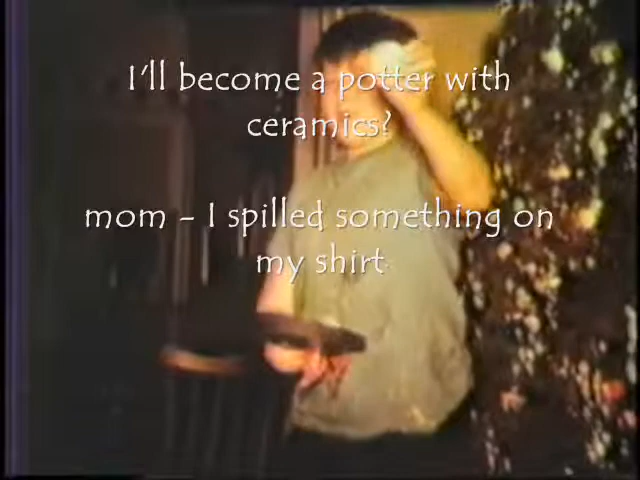 I'll become a potter with
ceramics?
mom - I spilled something on
my shirt